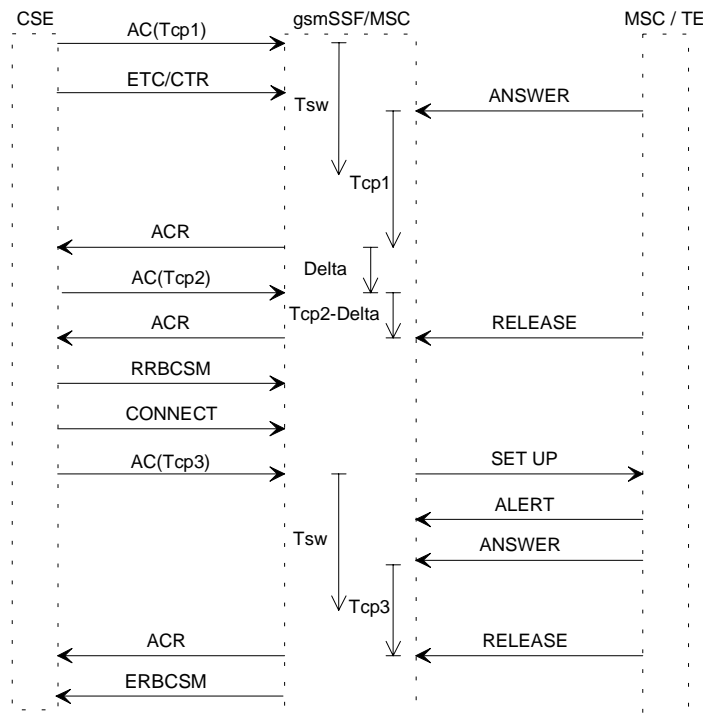 CSE gsmSSF/MSC MSC / TE
AC(Tcp1)
ETC/CTR
Tsw
ANSWER
Tcp1
ACR
Delta
AC(Tcp2)
Tcp2-Delta
ACR
RELEASE
RRBCSM
CONNECT
AC(Tcp3)
SET UP
ALERT
Tsw
ANSWER
Tcp3
ACR
RELEASE
ERBCSM